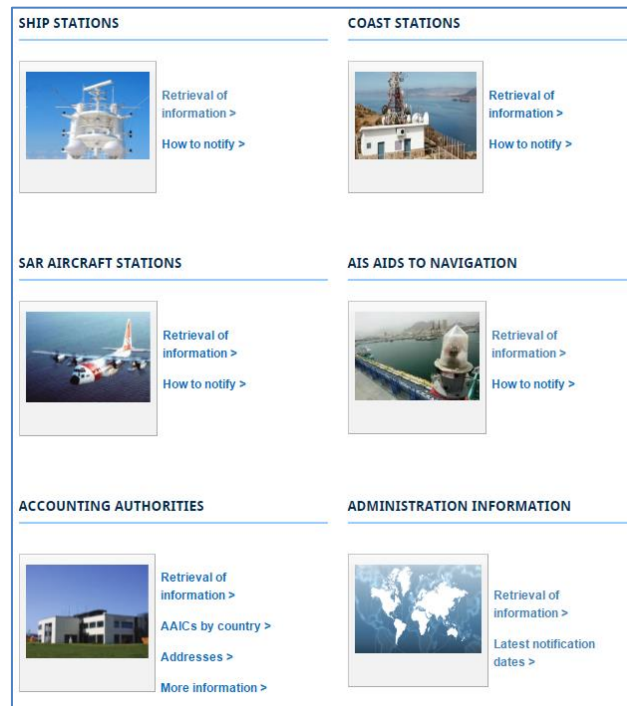 SHIP STATIONS
Retrieval of
information >
How to notify >
COAST STATIONS
Retrieval of
information >
How to notify >
SAR AIRCRAFT STATIONS
Retrieval of
information >
How to notify >
AIS AIDS TO NAVIGATION
Retrieval of
information >
How to notify >
ACCOUNTING AUTHORITIES
Retrieval of
information >
AAICs by country >
Addresses >
More information >
ADMINISTRATION INFORMATION
Retrieval of
information >
Latest notification
dates >